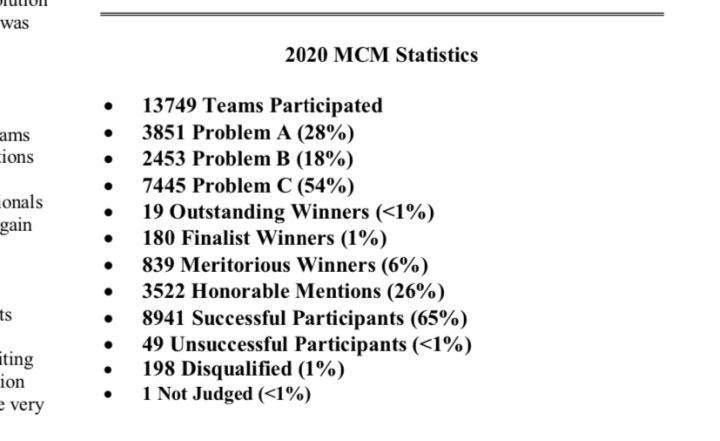 was
2020 MCM Statistics
• 13749 Teams Participated
ams
• 3851 Problem A (28%)
tions
• 2453 Problem B (18%)
• 7445 Problem C (54%)
ionals
• 19 Outstanding Winners (<1%)
gain
• 180 Finalist Winners (1%)
• 839 Meritorious Winners (6%)
• 3522 Honorable Mentions (26%)
ts
• 8941 Successful Participants (65%)
• 49 Unsuccessful Participants (<1%)
iting
• 198 Disqualified (1%)
ion
• 1 Not Judged (<1%)
e very